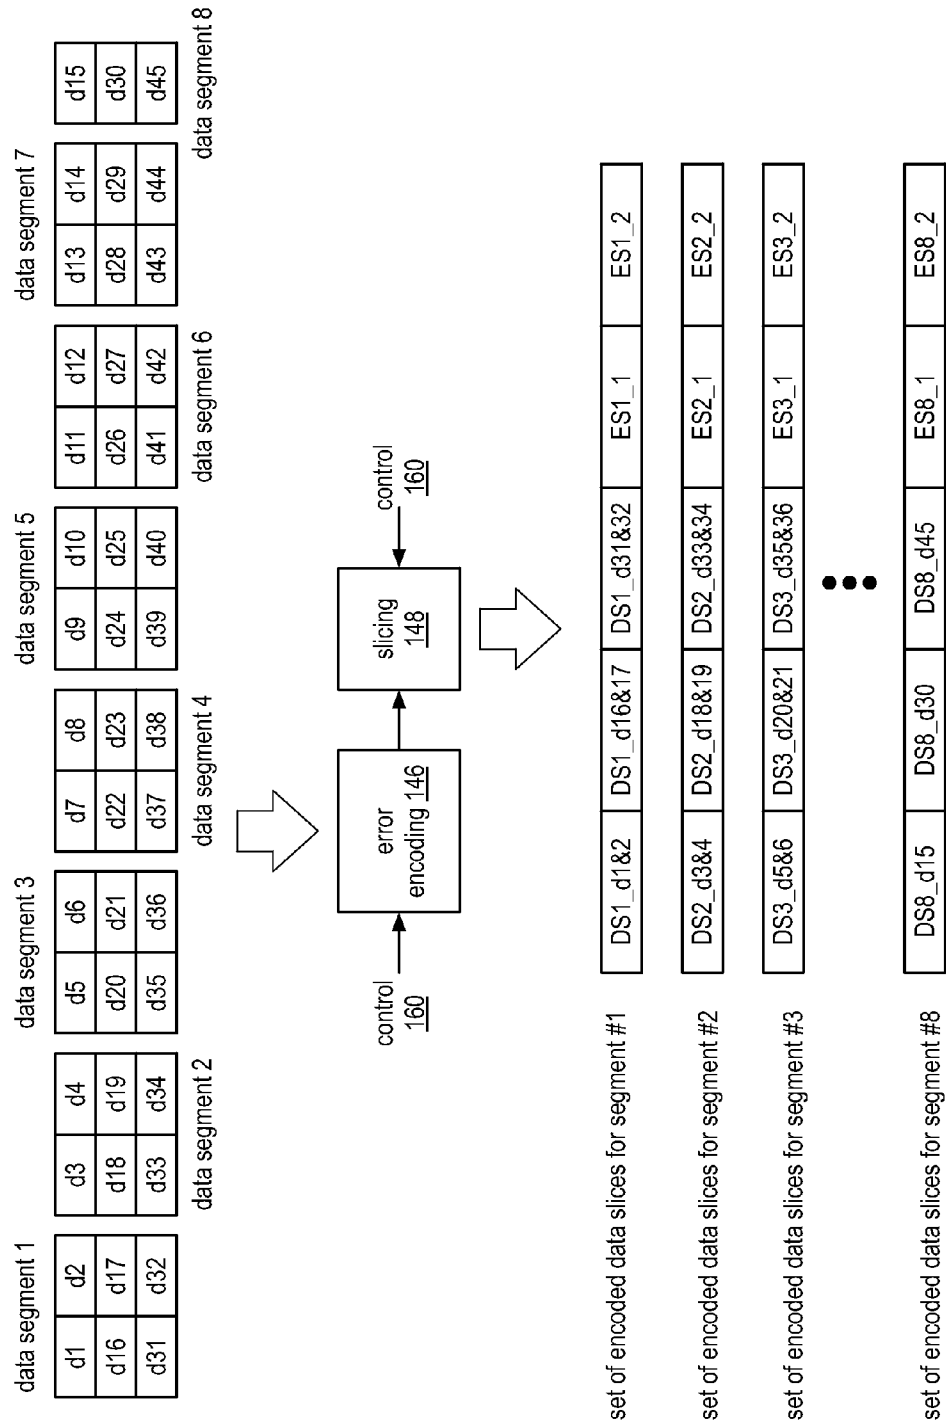 data segment 1
data segment 3
data segment 5
data segment 7
d1 d2 d3 d4 d5 d6 d7 d8 d9 d10 d11 d12 d13 d14 d15
d16 d17 d18 d19 d20 d21 d22 d23 d24 d25 d26 d27 d28 d29 d30
d31 d32 d33 d34 d35 d36 d37 d38 d39 d40 d41 d42 d43 d44 d45
data segment 2
data segment 4
data segment 6
data segment 8
control
160
error
encoding 146
slicing
148
control
160
set of encoded data slices for segment #1 DS1_d1&2 DS1_d16&17 DS1_d31&32 ES1_1 ES1_2
set of encoded data slices for segment #2 DS2_d3&4 DS2_d18&19 DS2_d33&34 ES2_1 ES2_2
set of encoded data slices for segment #3 DS3_d5&6 DS3_d20&21 DS3_d35&36 ES3_1 ES3_2
set of encoded data slices for segment #8 DS8_d15 DS8_d30 DS8_d45 ES8_1 ES8_2